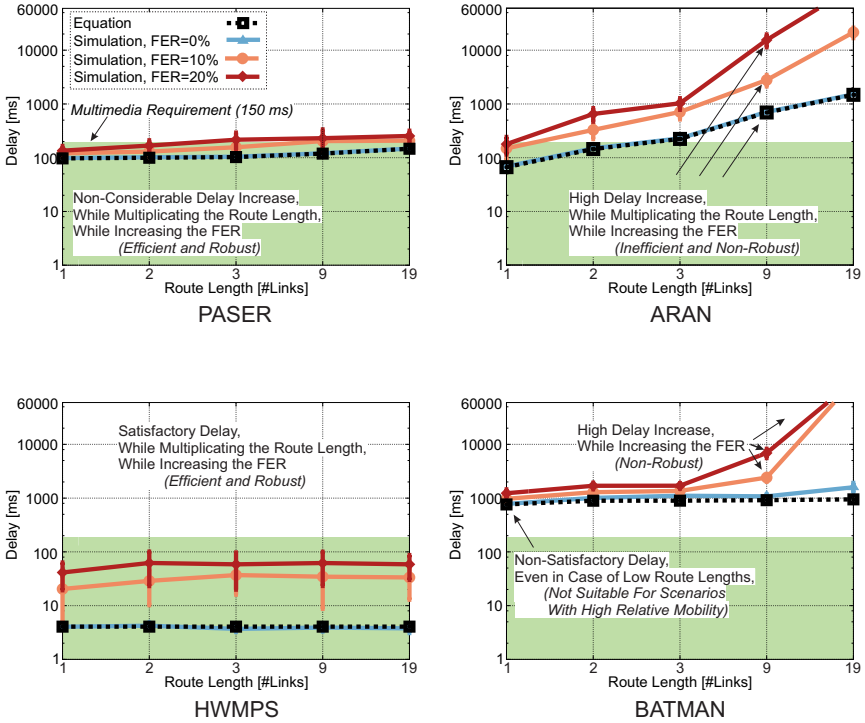 60000
10000
1000
100
10
1
Delay [ms]
Equation
Simulation, FER=0%
Simulation, FER=10%
Simulation, FER=20%
Multimedia Requirement (150 ms)
Non-Considerable Delay Increase,
While Multiplicating the Route Length,
While Increasing the FER
(Efficient and Robust)
1 2 3 9 19
Route Length [#Links]
PASER
60000
10000
1000
100
10
1
Delay [ms]
High Delay Increase,
While Multiplicating the Route Length,
While Increasing the FER
(Inefficient and Non-Robust)
1 2 3 9 19
Route Length [#Links]
ARAN
60000
10000
1000
100
10
1
Delay [ms]
Satisfactory Delay,
While Multiplicating the Route Length,
While Increasing the FER
(Efficient and Robust)
1 2 3 9 19
Route Length [#Links]
HWMPS
60000
10000
1000
100
10
1
Delay [ms]
High Delay Increase,
While Increasing the FER
(Non-Robust)
Non-Satisfactory Delay,
Even in Case of Low Route Lengths,
(Not Suitable For Scenarios
With High Relative Mobility)
1 2 3 9 19
Route Length [#Links]
BATMAN